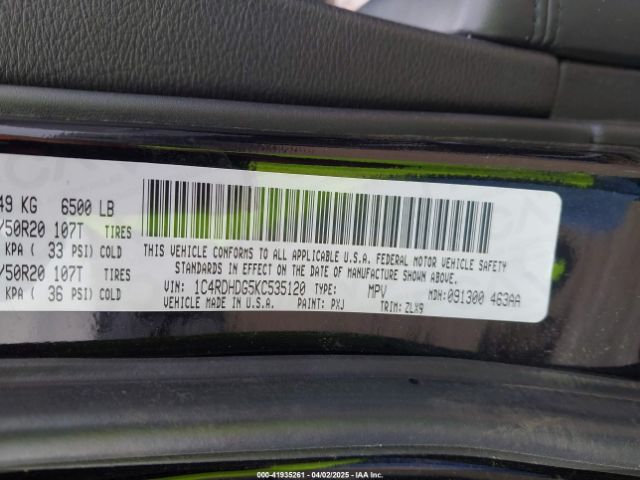 49 KG 6500 LB
/50R20 107T TIRES
KPA ( 33 PSI) COLD
/50R20 107T TIRES
KPA ( 36 PSI) COLD
THIS VEHICLE CONFORMS TO ALL APPLICABLE U.S.A. FEDERAL MOTOR VEHICLE SAFETY
STANDARDS IN EFFECT ON THE DATE OF MANUFACTURE SHOWN ABOVE.
VIN: 1C4RDHDG5KC535120 TYPE: MPV MDH: 091300 463AA
VEHICLE MADE IN U.S.A. PAINT: PXJ TRIM: ZLX9
000-41935261 - 04/02/2025 - IAA Inc.